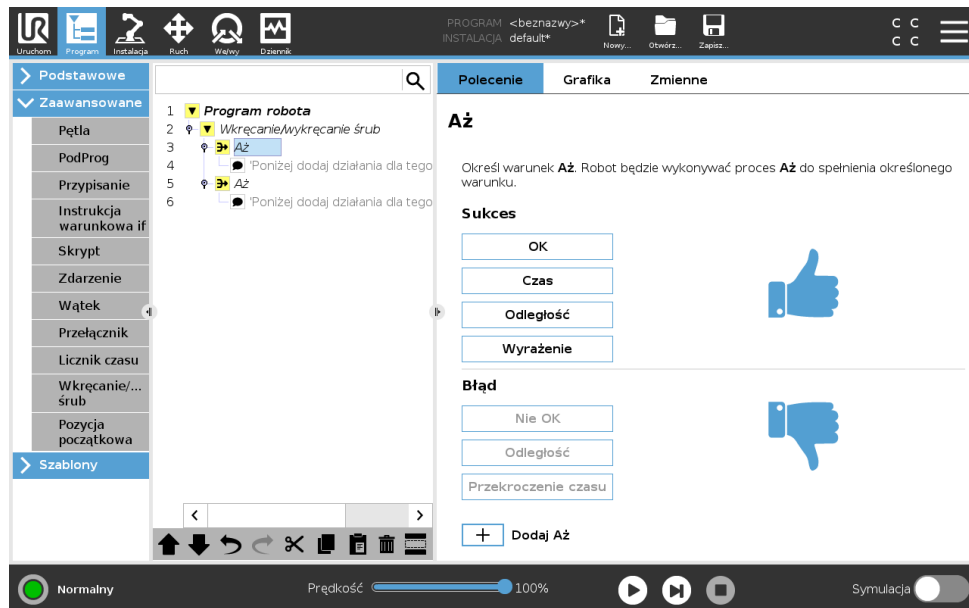 PROGRAM <beznazwy>*
INSTALACJA default*
Uruchom
Program
Instalacja
Ruch
We/wy
Dziennik
Nowy...
Otwórz...
Zapisz...
C C
C C
Podstawowe
Zaawansowane
Pętla
PodProg
Przypisanie
Instrukcja
warunkowa if
Skrypt
Zdarzenie
Wątek
Przełącznik
Licznik czasu
Wkręcanie/...
śrub
Pozycja
początkowa
Szablony
1 Program robota
2 Wkręcanie/wykręcanie śrub
3 Aż
4 'Poniżej dodaj działania dla tego
5 Aż
6 'Poniżej dodaj działania dla tego
Polecenie Grafika Zmienne
Aż
Określ warunek Aż. Robot będzie wykonywać proces Aż do spełnienia określonego
warunku.
Sukces
OK
Czas
Odległość
Wyrażenie
Błąd
Nie OK
Odległość
Przekroczenie czasu
+ Dodaj Aż
Normalny
Prędkość 100%
Symulacja